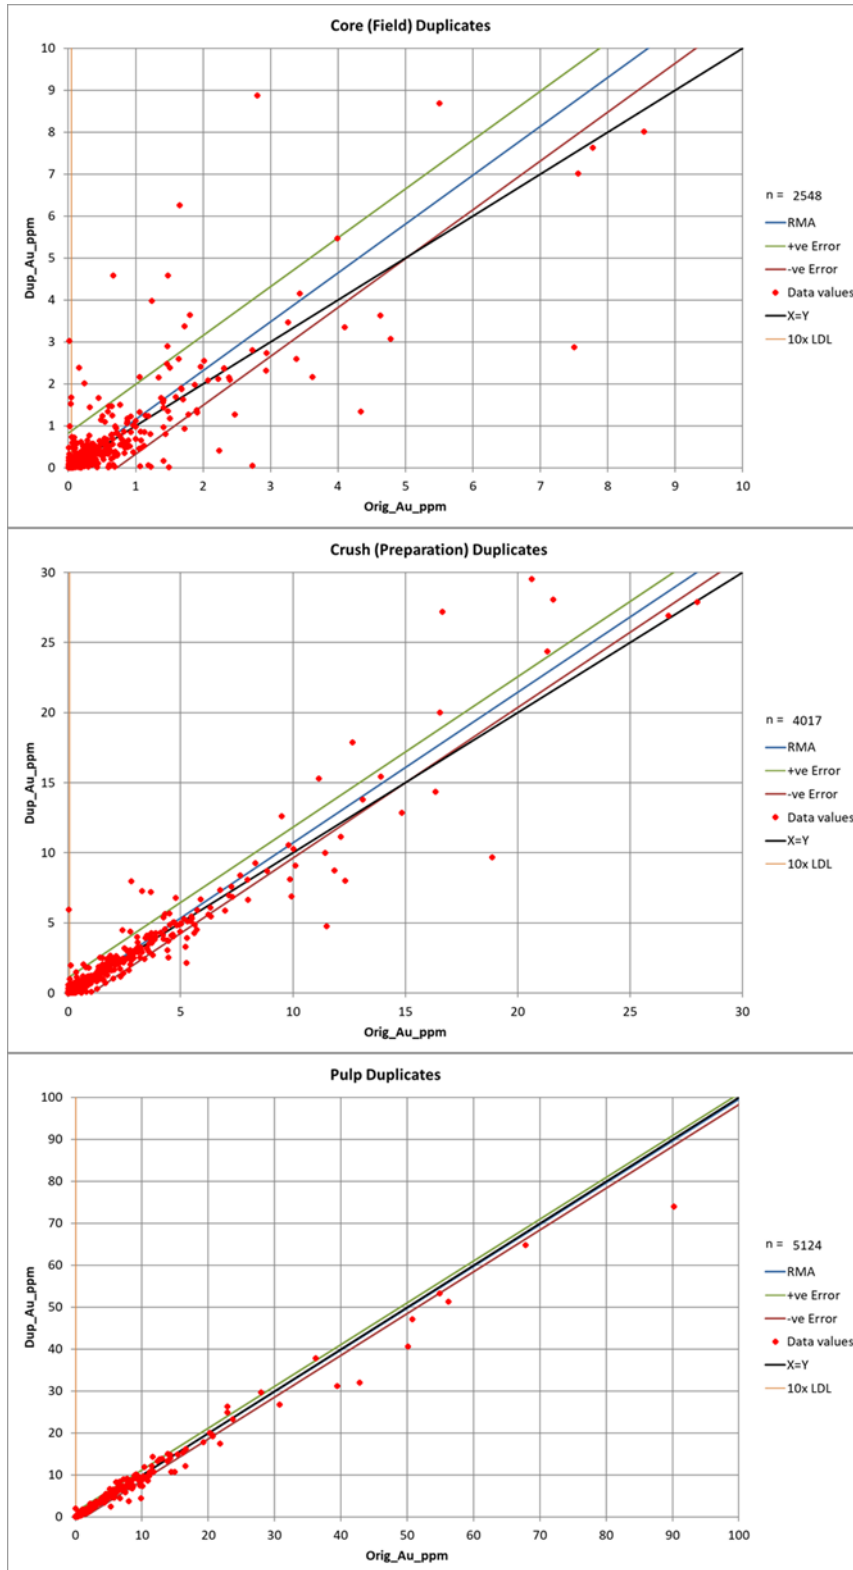 Core (Field) Duplicates
10
9
8
7
6
5
4
3
2
1
0
Dup_Au_ppm
0 1 2 3 4 5 6 7 8 9 10
Orig_Au_ppm
n = 2548
RMA
+ve Error
-ve Error
Data values
X=Y
10x LDL
Crush (Preparation) Duplicates
30
25
20
15
10
5
0
Dup_Au_ppm
0 5 10 15 20 25 30
Orig_Au_ppm
n = 4017
RMA
+ve Error
-ve Error
Data values
X=Y
10x LDL
Pulp Duplicates
100
90
80
70
60
50
40
30
20
10
0
Dup_Au_ppm
0 10 20 30 40 50 60 70 80 90 100
Orig_Au_ppm
n = 5124
RMA
+ve Error
-ve Error
Data values
X=Y
10x LDL